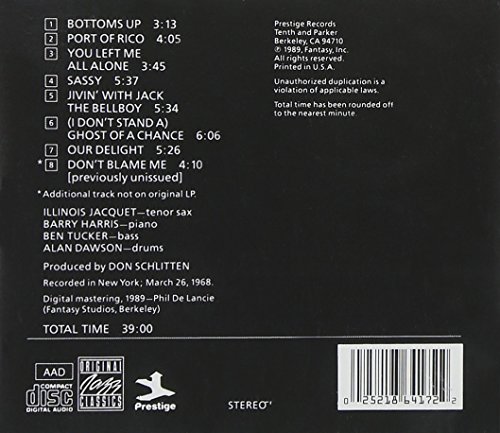 1 BOTTOMS UP 3:13
2 PORT OF RICO 4:05
3 YOU LEFT ME
ALL ALONE 3:45
4 SASSY 5:37
5 JIVIN' WITH JACK
THE BELLBOY 5:34
6 (I DON'T STAND A)
GHOST OF A CHANCE 6:06
7 OUR DELIGHT 5:26
*8 DON'T BLAME ME 4:10
[previously unissued]
*Additional track not on original LP.
ILLINOIS JACQUET—tenor sax
BARRY HARRIS—piano
BEN TUCKER—bass
ALAN DAWSON—drums
Produced by DON SCHLITTEN
Recorded in New York; March 26, 1968.
Digital mastering, 1989—Phil De Lancie
(Fantasy Studios, Berkeley)
TOTAL TIME 39:00
Prestige Records
Tenth and Parker
Berkeley, CA 94710
℗ 1989, Fantasy, Inc.
All rights reserved.
Printed in U.S.A.
Unauthorized duplication is a
violation of applicable laws.
Total time has been rounded off
to the nearest minute.
AAD
COMPACT
disc
DIGITAL AUDIO
ORIGINAL
Jazz
CLASSICS
Prestige
STEREO
0 25218 64172 2